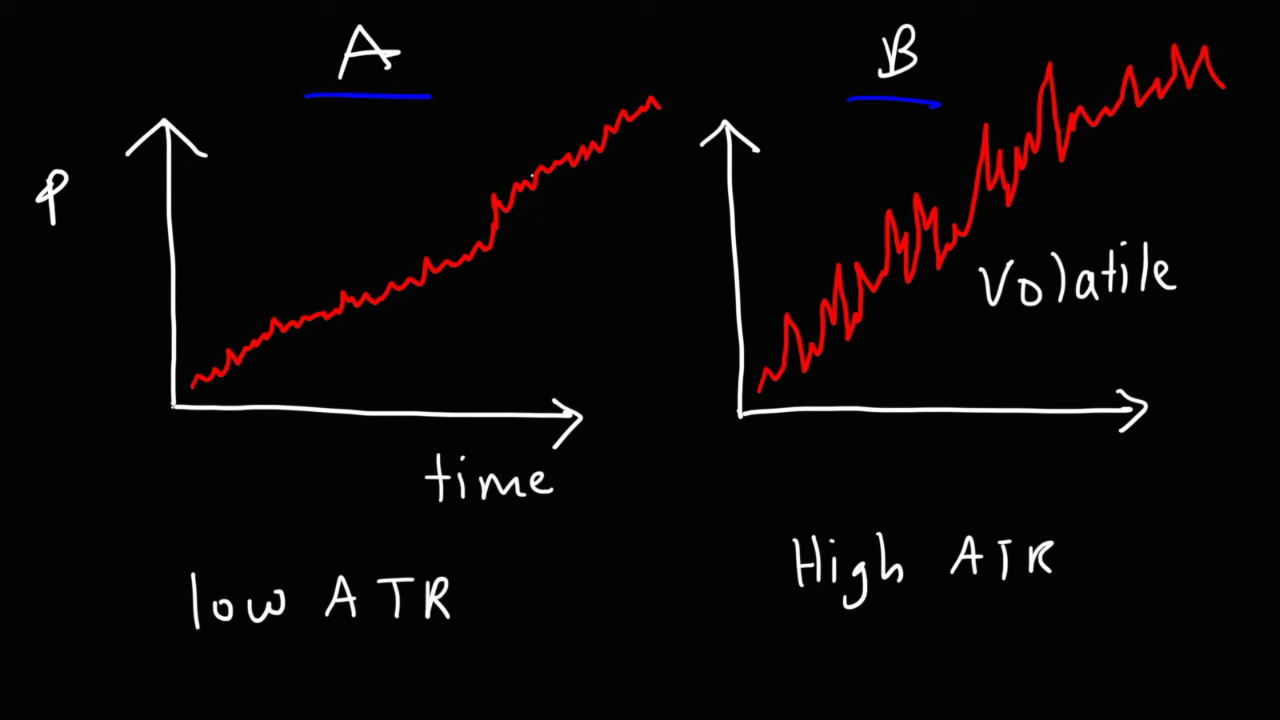 A
P
time
low ATR
B
Volatile
High ATR